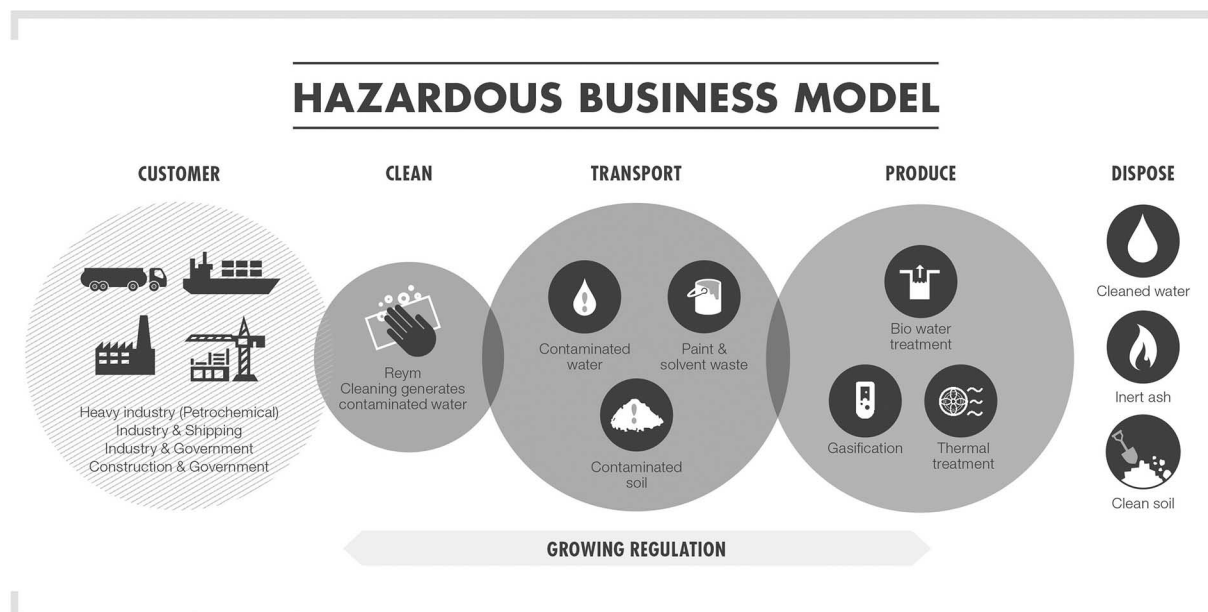 HAZARDOUS BUSINESS MODEL
CUSTOMER
Heavy industry (Petrochemical)
Industry & Shipping
Industry & Government
Construction & Government
CLEAN
Reym
Cleaning generates
contaminated water
TRANSPORT
Contaminated
water
Paint &
solvent waste
Contaminated
soil
PRODUCE
Bio water
treatment
Gasification
Thermal
treatment
DISPOSE
Cleaned water
Inert ash
Clean soil
GROWING REGULATION